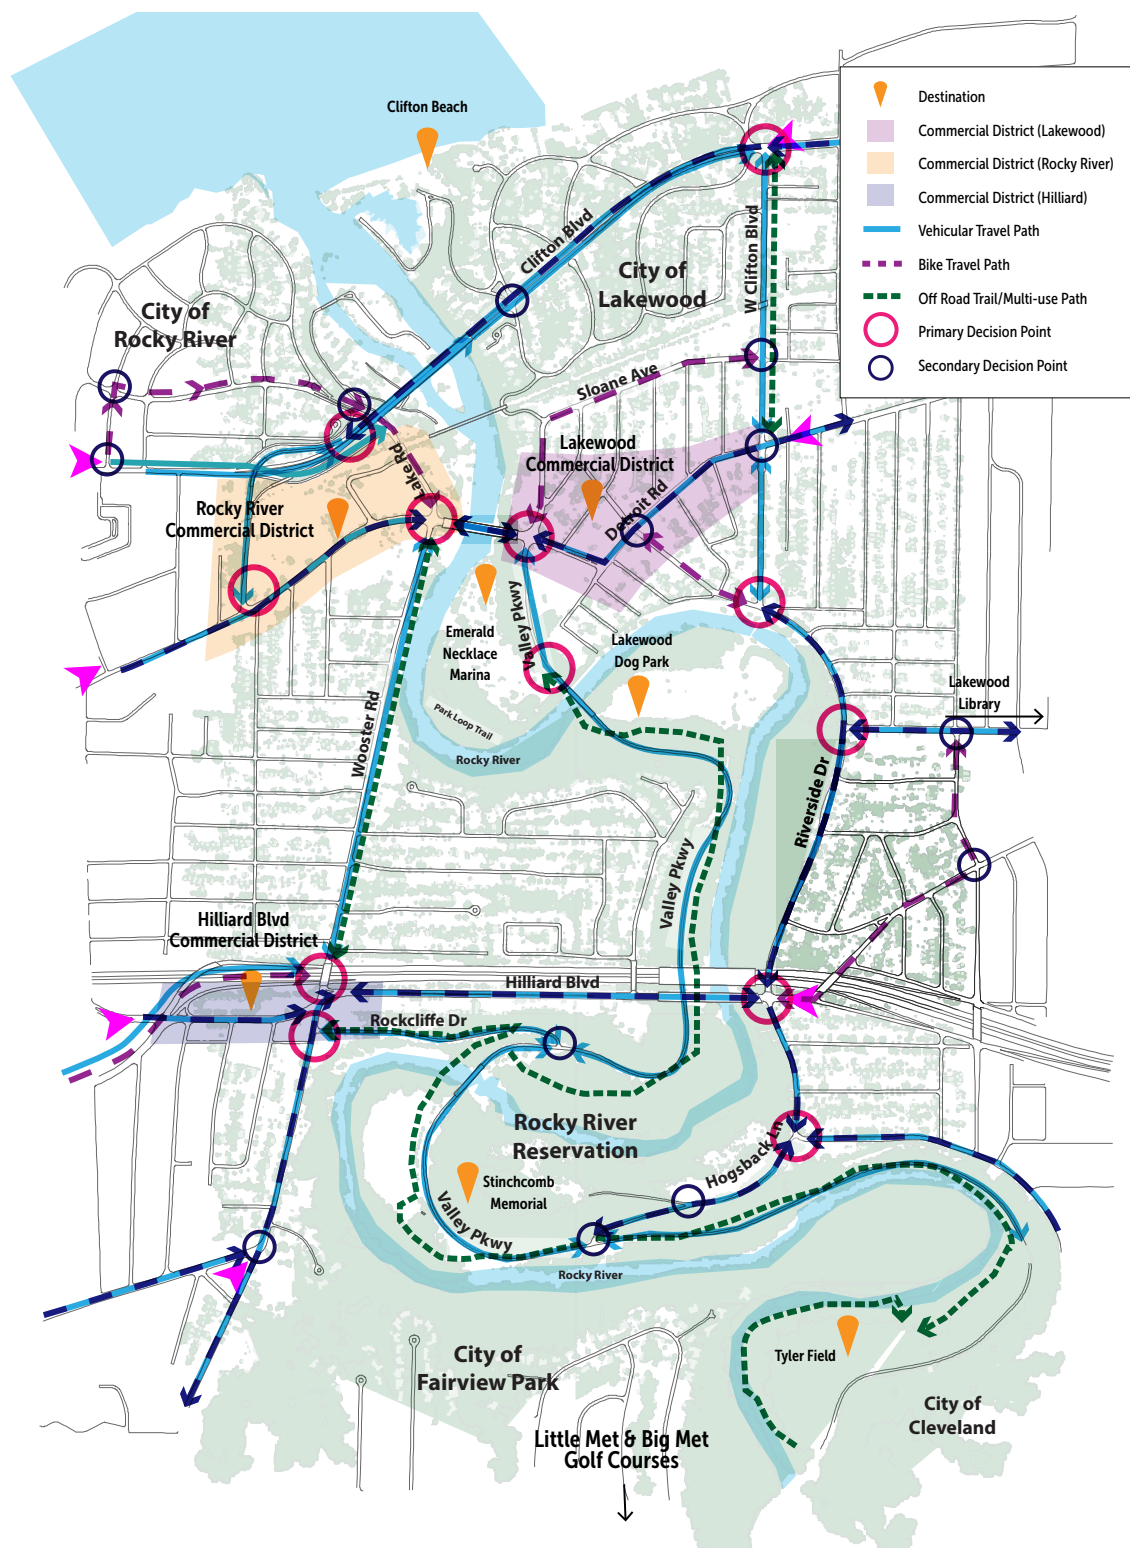 Clifton Beach
Destination
Commercial District (Lakewood)
Commercial District (Rocky River)
Commercial District (Hilliard)
Vehicular Travel Path
Bike Travel Path
Off Road Trail/Multi-use Path
Primary Decision Point
Secondary Decision Point
Clifton Blvd
W Clifton Blvd
City of
Lakewood
City of
Rocky River
Sloane Ave
Lake Rd
Lakewood
Commercial District
Detroit Rd
Rocky River
Commercial District
Valley Pkwy
Emerald
Necklace
Marina
Lakewood
Dog Park
Lakewood
Library
Park Loop Trail
Rocky River
Wooster Rd
Riverside Dr
Valley Pkwy
Hilliard Blvd
Commercial District
Hilliard Blvd
Rockcliffe Dr
Rocky River
Reservation
Hogsback Ln
Stinchcomb
Memorial
Valley Pkwy
Rocky River
Tyler Field
City of
Fairview Park
City of
Cleveland
Little Met & Big Met
Golf Courses